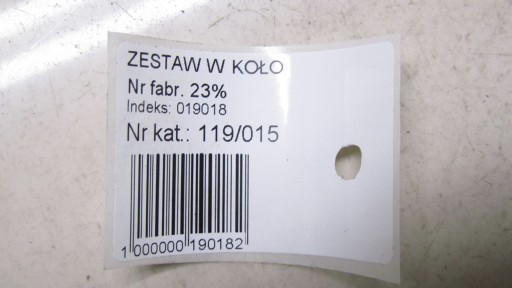 ZESTAW W KOŁO
Nr fabr. 23%
Indeks: 019018
Nr kat.: 119/015
1 000000 190182